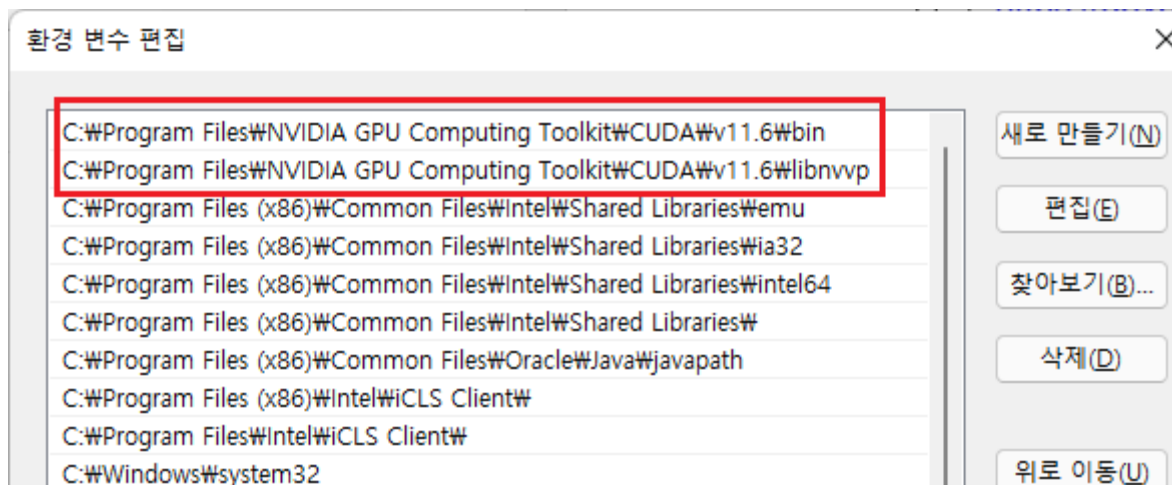 환경 변수 편집
C:₩Program Files₩NVIDIA GPU Computing Toolkit₩CUDA₩v11.6₩bin
C:₩Program Files₩NVIDIA GPU Computing Toolkit₩CUDA₩v11.6₩libnvvp
C:₩Program Files (x86)₩Common Files₩Intel₩Shared Libraries₩emu
C:₩Program Files (x86)₩Common Files₩Intel₩Shared Libraries₩ia32
C:₩Program Files (x86)₩Common Files₩Intel₩Shared Libraries₩intel64
C:₩Program Files (x86)₩Common Files₩Intel₩Shared Libraries₩
C:₩Program Files (x86)₩Common Files₩Oracle₩Java₩javapath
C:₩Program Files (x86)₩Intel₩iCLS Client₩
C:₩Program Files₩Intel₩iCLS Client₩
C:₩Windows₩system32
새로 만들기(N)
편집(E)
찾아보기(B)...
삭제(D)
위로 이동(U)